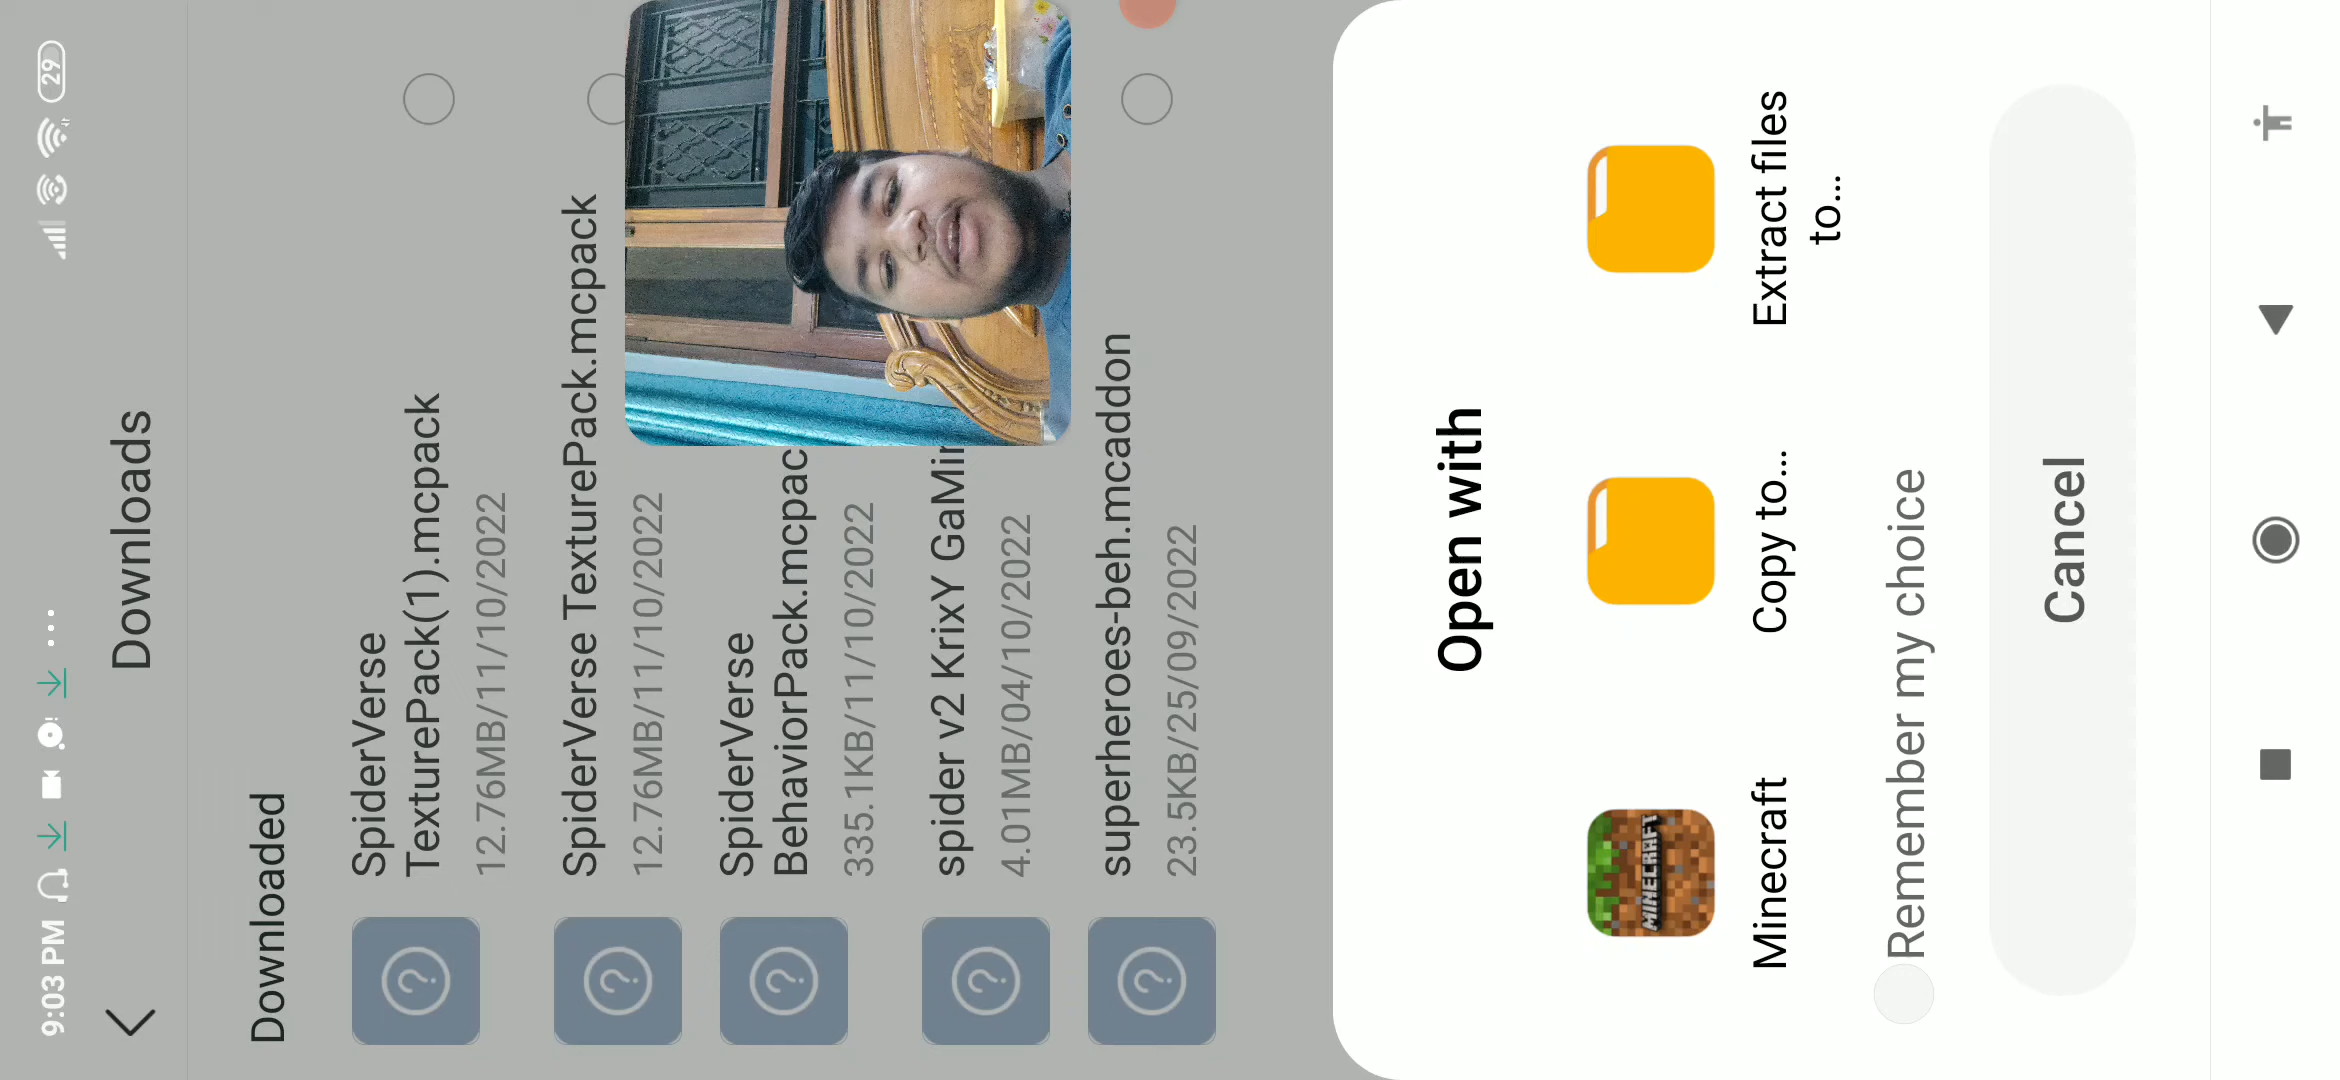 9:03 PM ... 29
Downloads
Downloaded
SpiderVerse
TexturePack(1).mcpack
12.76MB/11/10/2022
SpiderVerse TexturePack.mcpack
12.76MB/11/10/2022
SpiderVerse
BehaviorPack.mcpac
335.1KB/11/10/2022
spider v2 KrixY GaMi
4.01MB/04/10/2022
superheroes-beh.mcaddon
23.5KB/25/09/2022
Open with
MINECRAFT
Minecraft
Copy to...
Extract files
to...
Remember my choice
Cancel